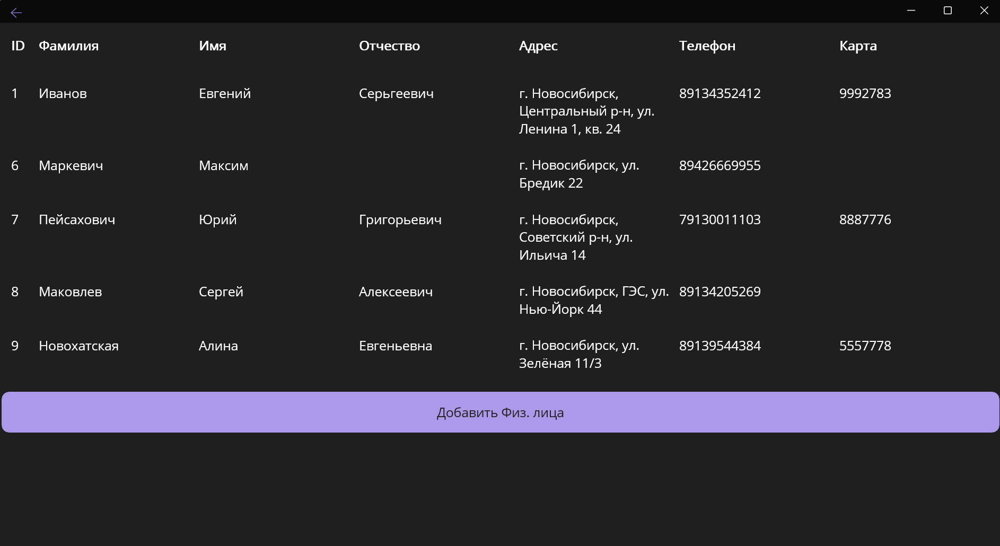 ID Фамилия Имя Отчество Адрес Телефон Карта
1 Иванов Евгений Серьгеевич г. Новосибирск, 89134352412 9992783
Центральный р-н, ул.
Ленина 1, кв. 24
6 Маркевич Максим г. Новосибирск, ул. 89426669955
Бредик 22
7 Пейсахович Юрий Григорьевич г. Новосибирск, 79130011103 8887776
Советский р-н, ул.
Ильича 14
8 Маковлев Сергей Алексеевич г. Новосибирск, ГЭС, ул. 89134205269
Нью-Йорк 44
9 Новохатская Алина Евгеньевна г. Новосибирск, ул. 89139544384 5557778
Зелёная 11/3
Добавить Физ. лица